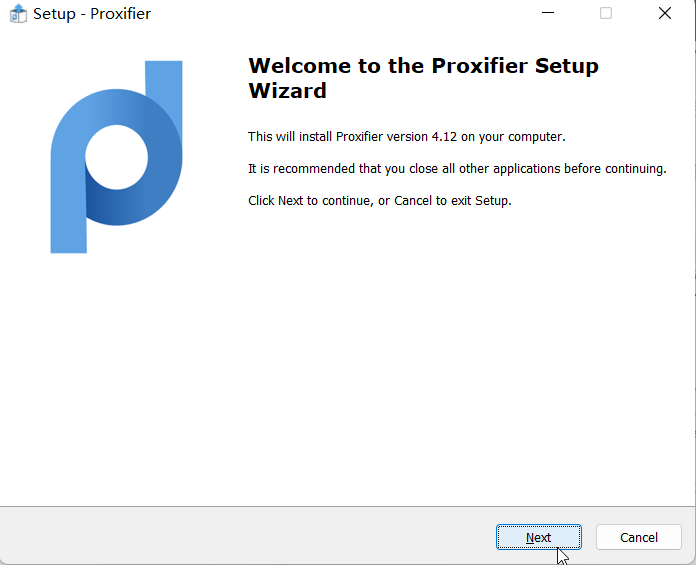 Setup - Proxifier
Welcome to the Proxifier Setup
Wizard
This will install Proxifier version 4.12 on your computer.
It is recommended that you close all other applications before continuing.
Click Next to continue, or Cancel to exit Setup.
Next
Cancel